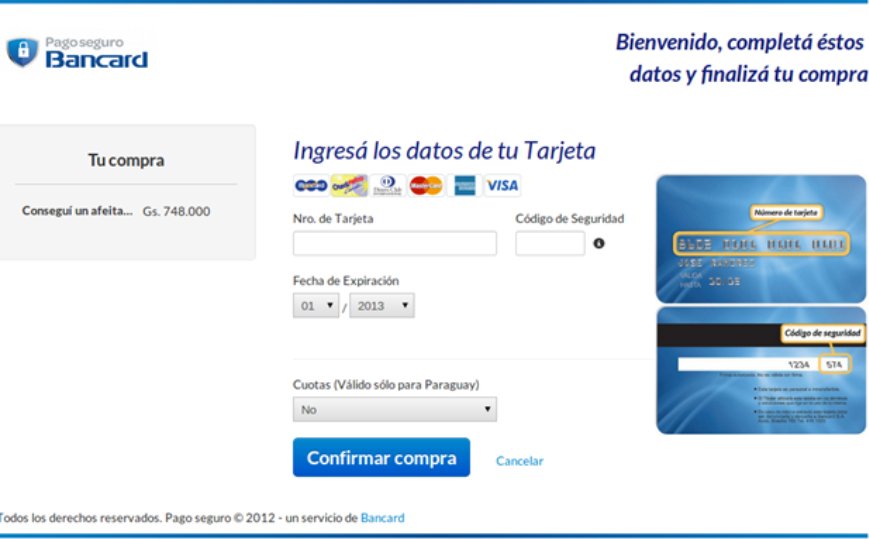 Pago seguro
Bancard
Bienvenido, completá éstos
datos y finalizá tu compra
Tu compra
Conseguí un afeita... Gs. 748.000
Ingresá los datos de tu Tarjeta
VISA
Nro. de Tarjeta Código de Seguridad
Fecha de Expiración
01 / 2013
Cuotas (Válido sólo para Paraguay)
No
Confirmar compra Cancelar
Número de tarjeta
Código de seguridad
1234 574
Todos los derechos reservados. Pago seguro © 2012 - un servicio de Bancard